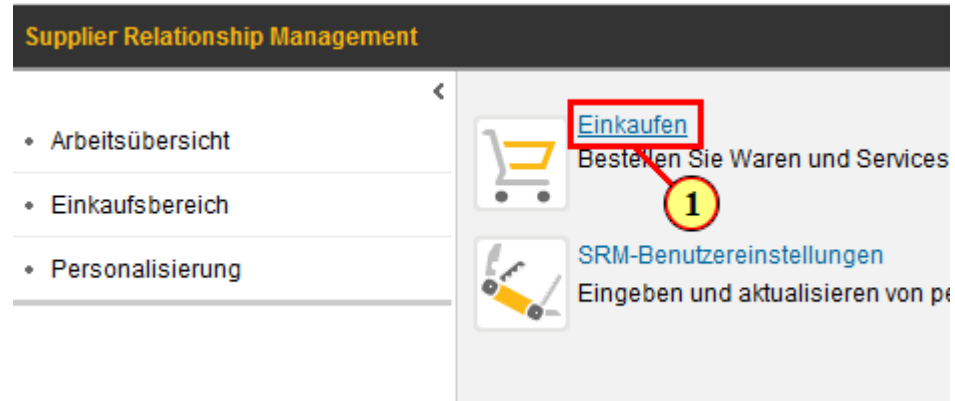 Supplier Relationship Management
Arbeitsübersicht
Einkaufsbereich
Personalisierung
Einkaufen
Bestellen Sie Waren und Services
1
SRM-Benutzereinstellungen
Eingeben und aktualisieren von